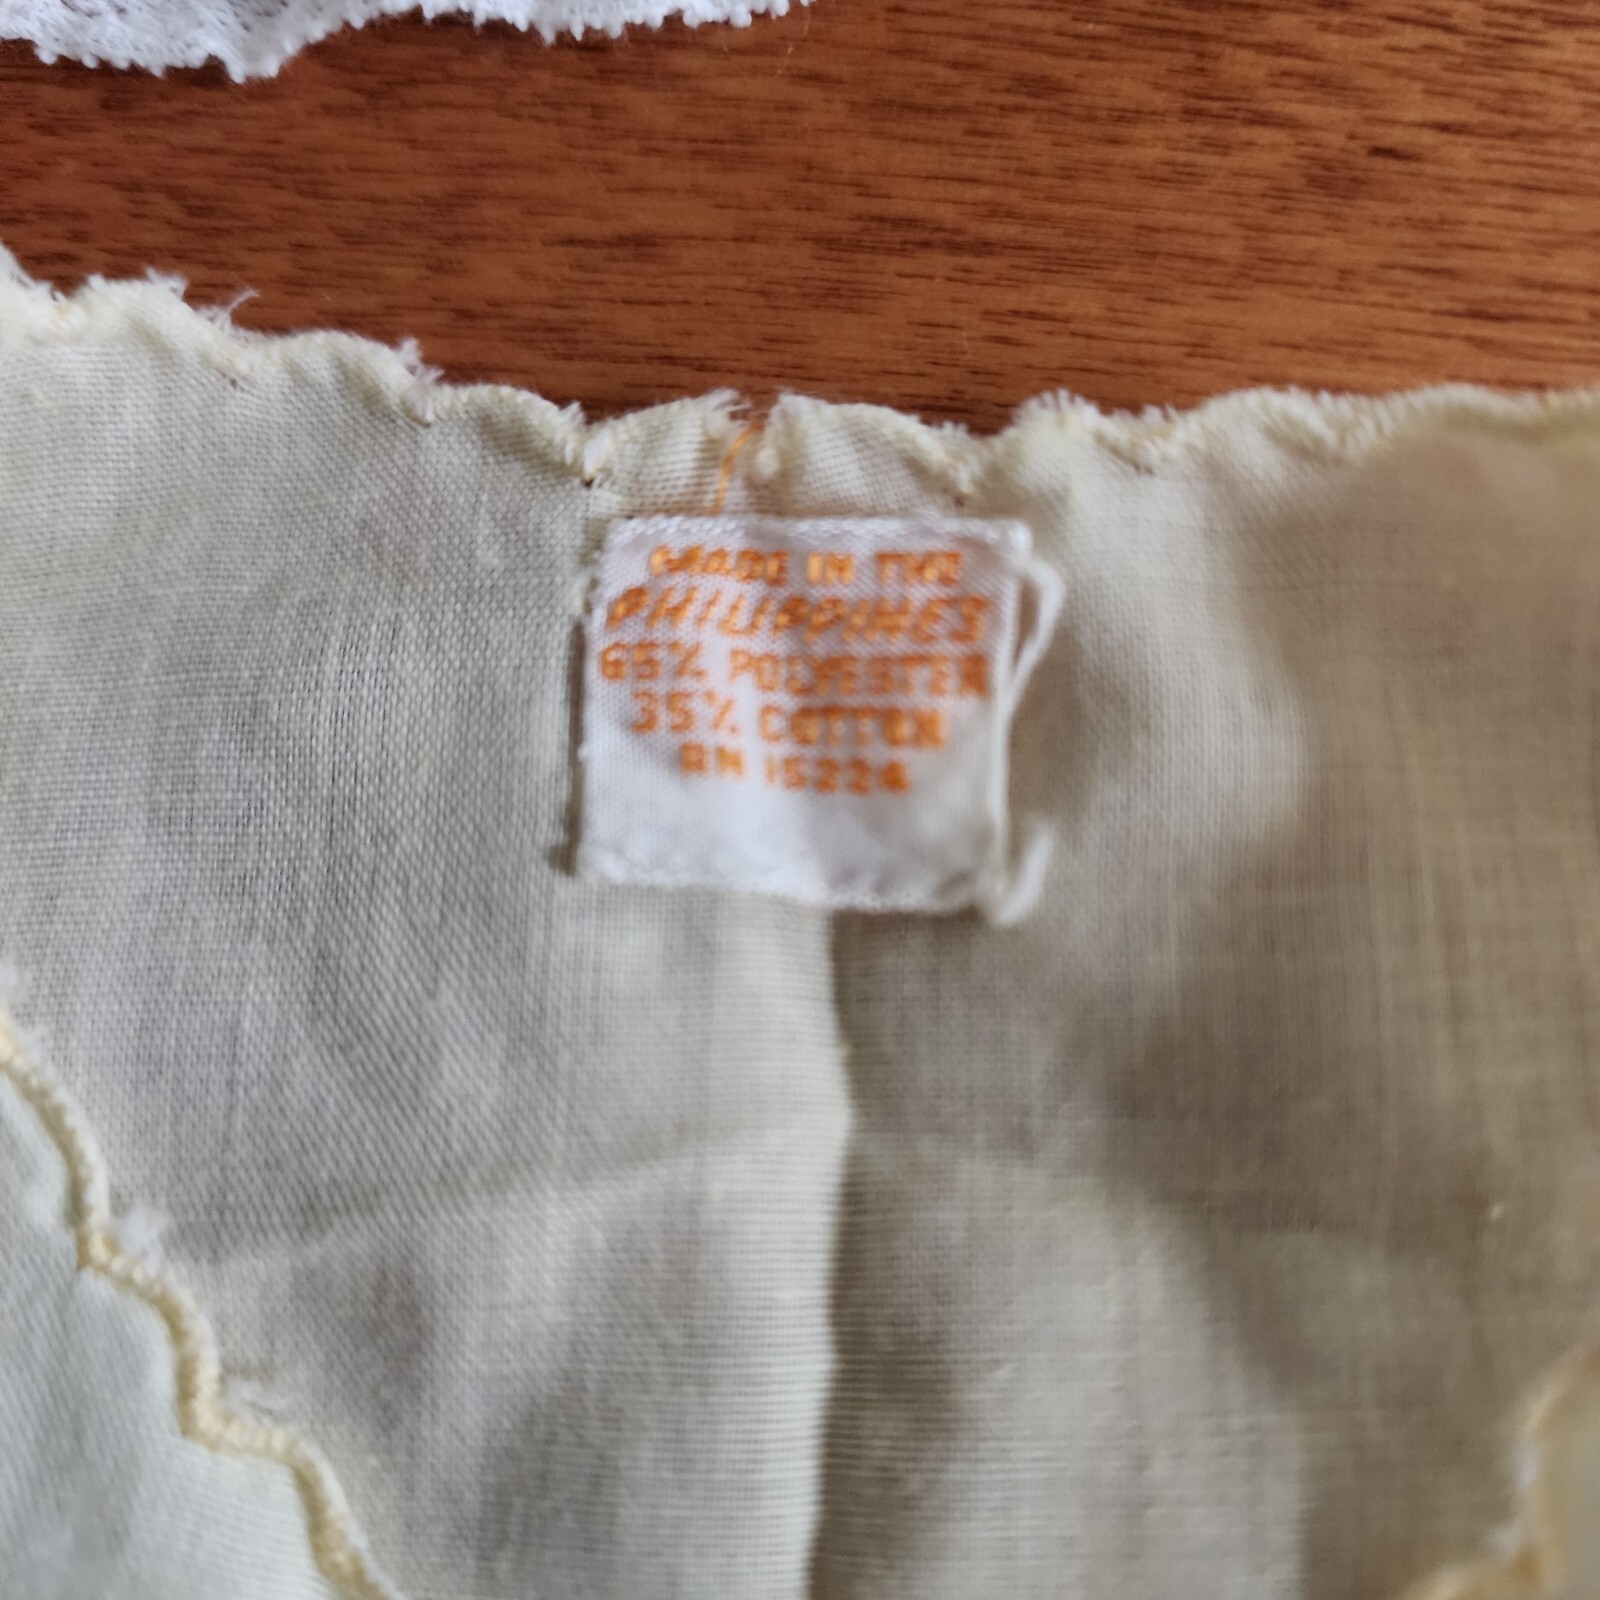 MADE IN THE
PHILIPPINES
65% POLYESTER
35% COTTON
RN 15224